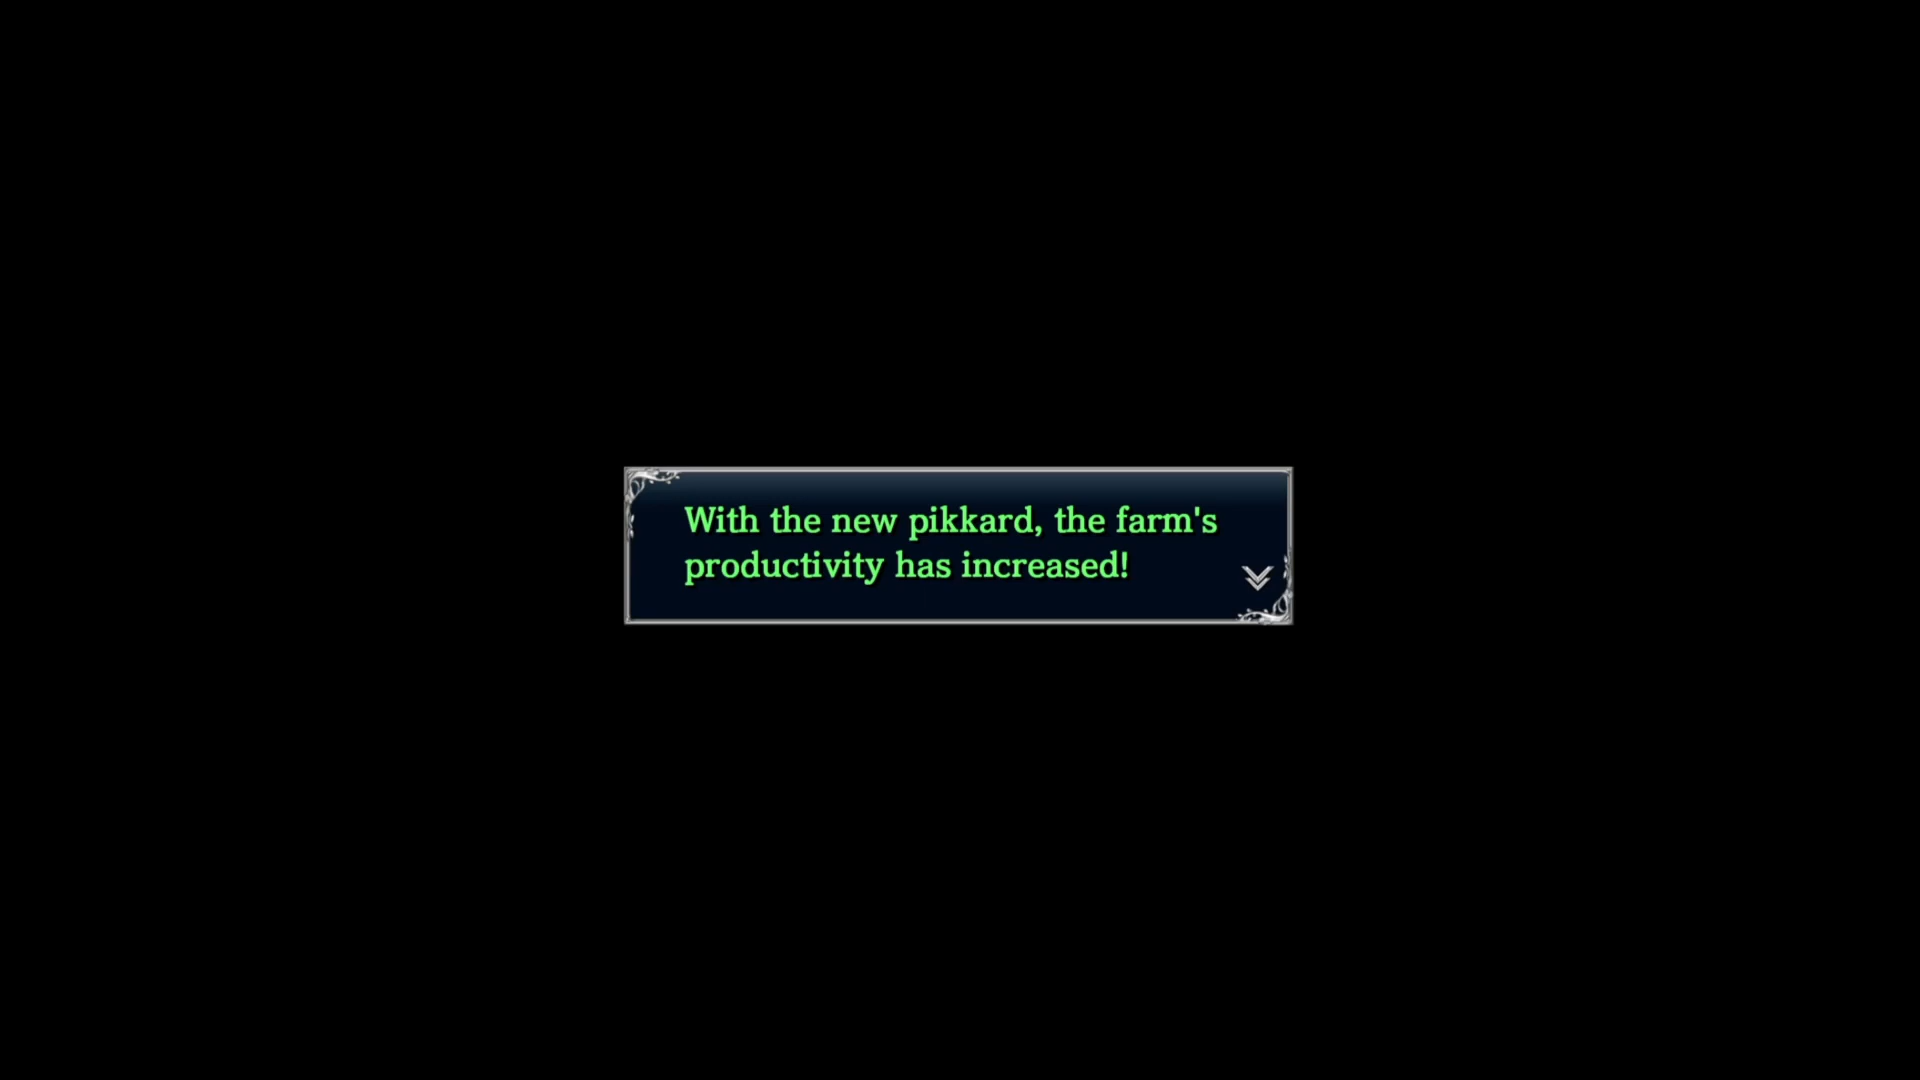 With the new pikkard, the farm's
productivity has increased!